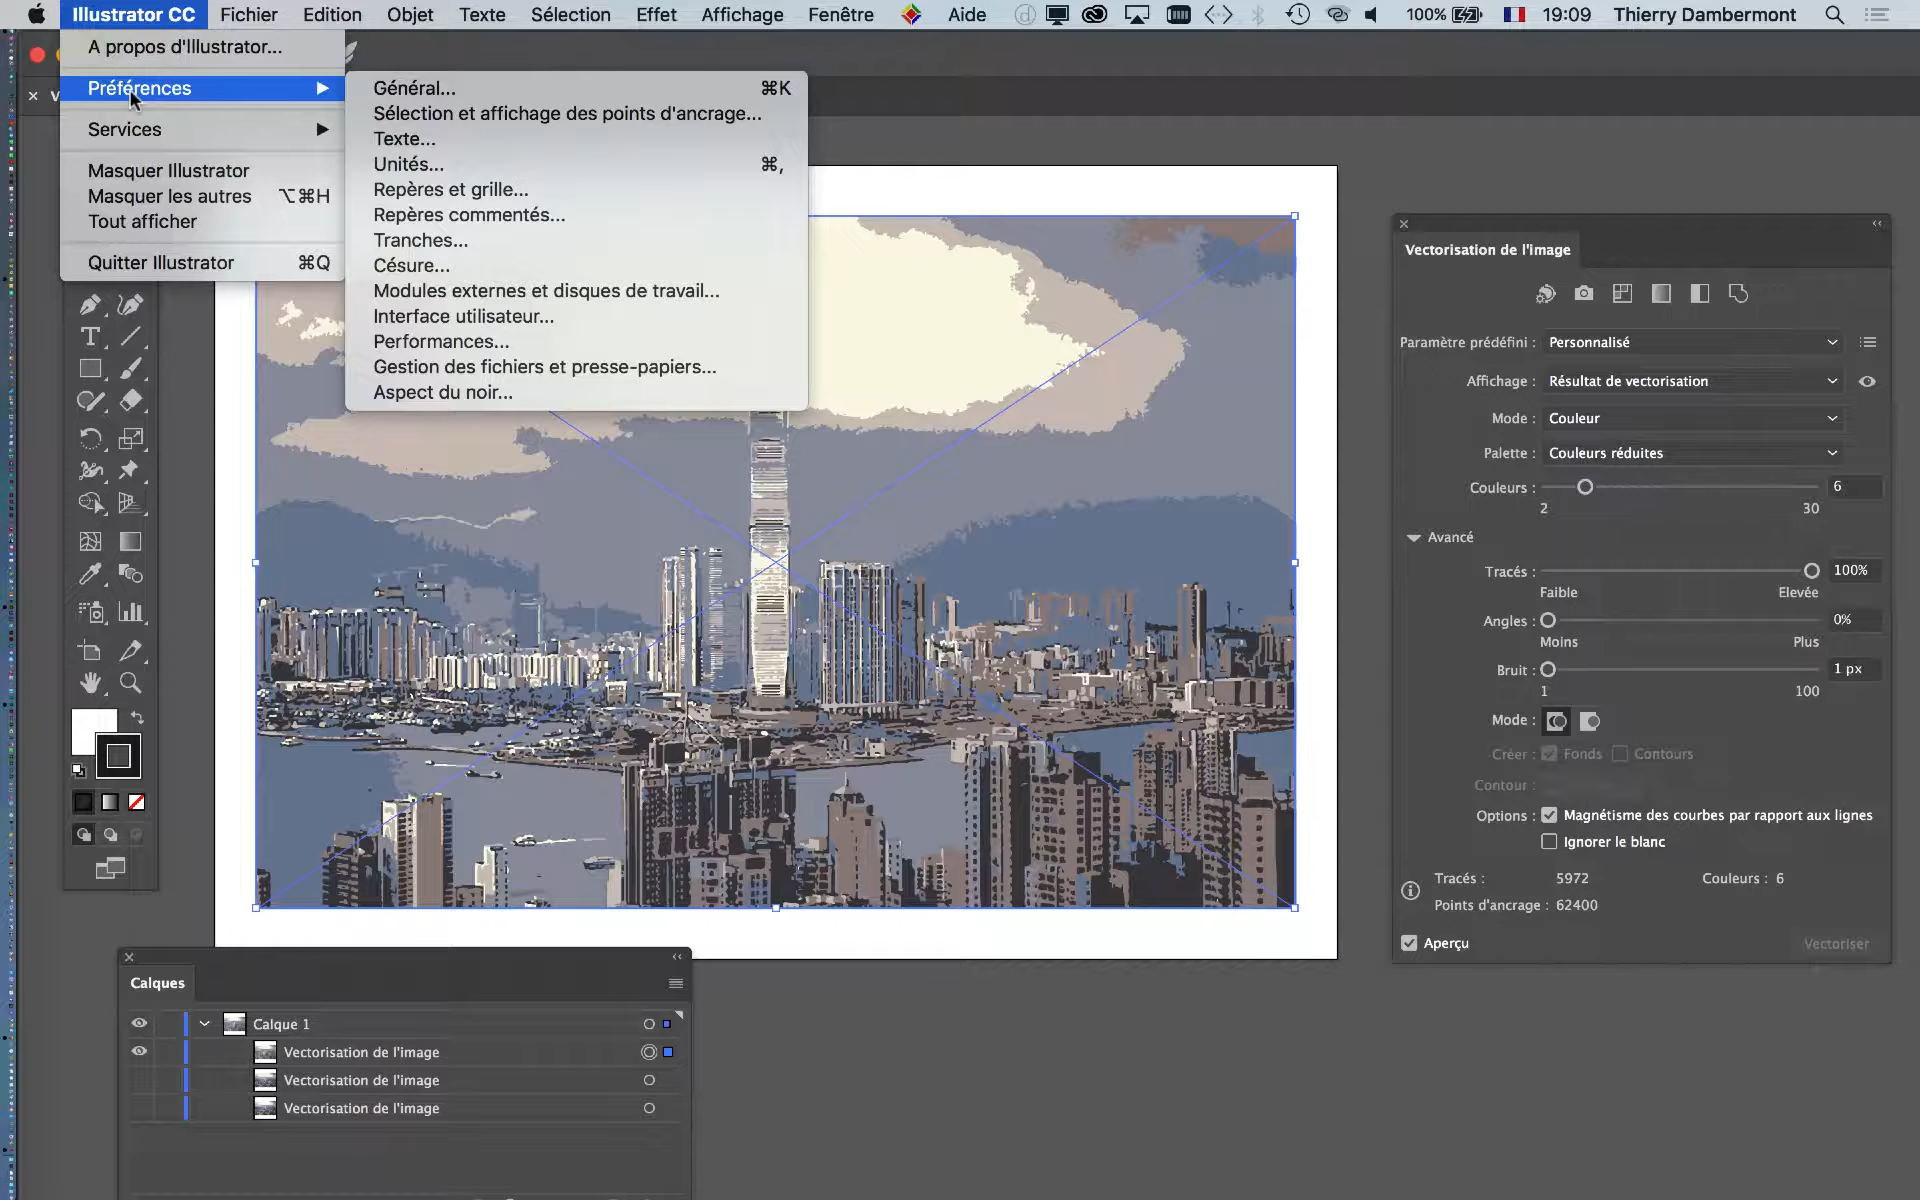 Illustrator CC Fichier Edition Objet Texte Sélection Effet Affichage Fenêtre Aide 100% 19:09 Thierry Dambermont
A propos d'Illustrator...
Préférences
Services
Masquer Illustrator
Masquer les autres ⌥⌘H
Tout afficher
Quitter Illustrator ⌘Q
Général... ⌘K
Sélection et affichage des points d'ancrage...
Texte...
Unités... ⌘,
Repères et grille...
Repères commentés...
Tranches...
Césure...
Modules externes et disques de travail...
Interface utilisateur...
Performances...
Gestion des fichiers et presse-papiers...
Aspect du noir...
Vectorisation de l'image
Paramètre prédéfini : Personnalisé
Affichage : Résultat de vectorisation
Mode : Couleur
Palette : Couleurs réduites
Couleurs : 6
2 30
Avancé
Tracés : 100%
Faible Elevée
Angles : 0%
Moins Plus
Bruit : 1 px
1 100
Mode :
Créer : Fonds Contours
Contour :
Options : Magnétisme des courbes par rapport aux lignes
Ignorer le blanc
Tracés : 5972 Couleurs : 6
Points d'ancrage : 62400
Aperçu Vectoriser
Calques
Calque 1
Vectorisation de l'image
Vectorisation de l'image
Vectorisation de l'image